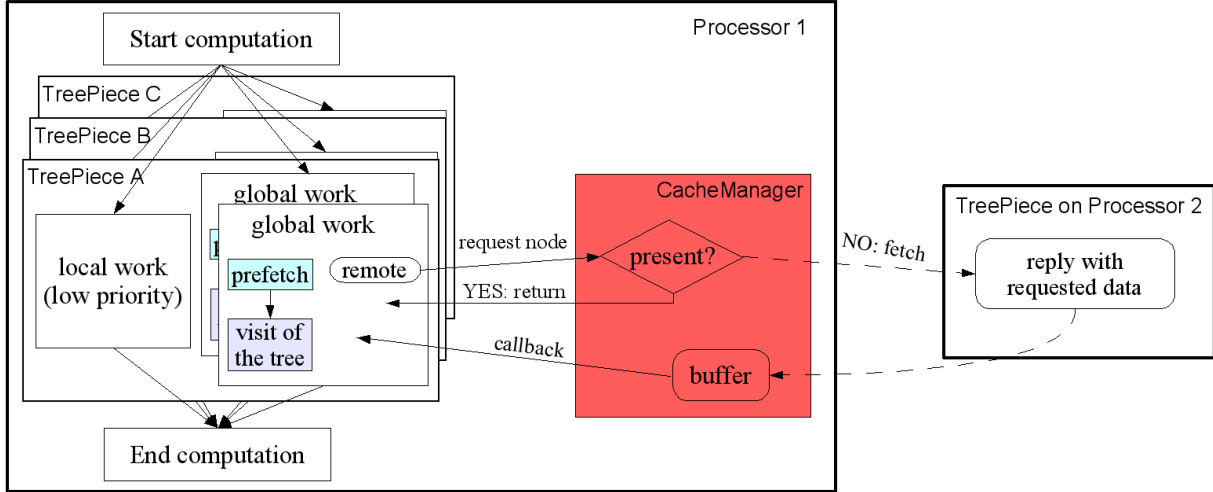 Start computation
Processor 1
TreePiece C
TreePiece B
TreePiece A
global work
global work
local work
(low priority)
prefetch
remote
visit of
the tree
request node
YES: return
callback
CacheManager
present?
buffer
NO: fetch
TreePiece on Processor 2
reply with
requested data
End computation